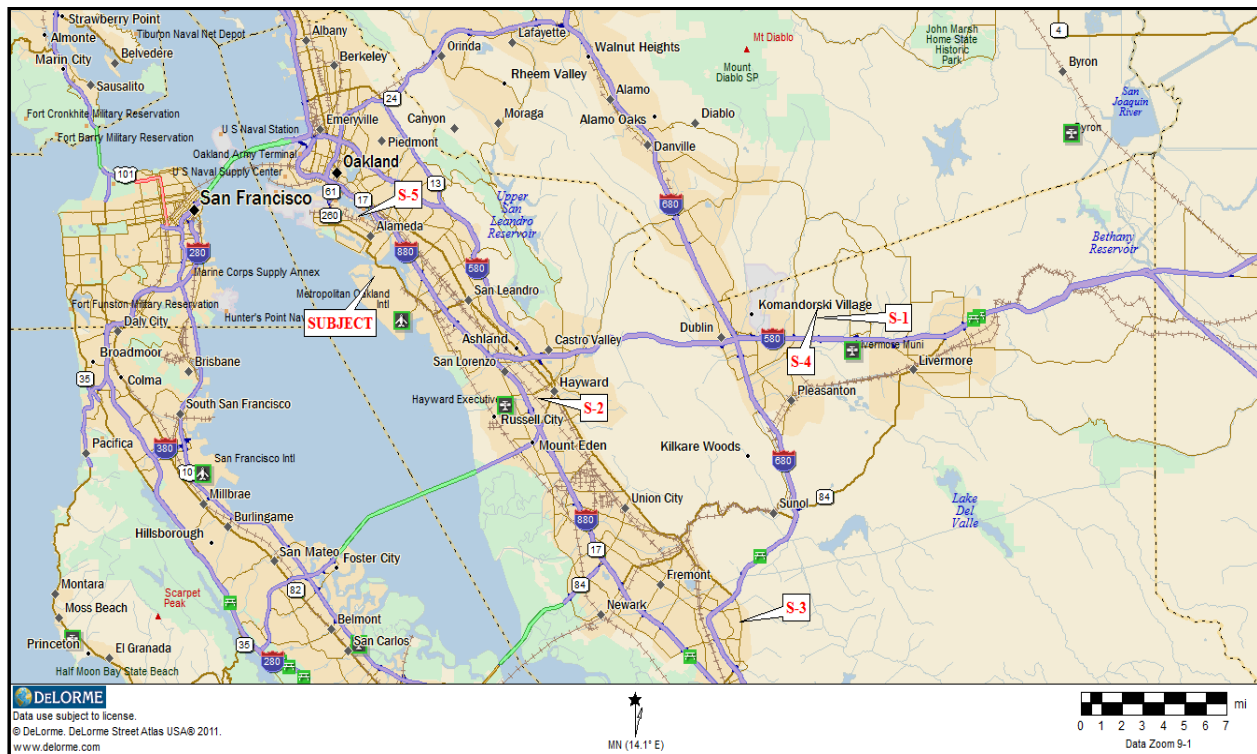 Strawberry Point
Tiburon Naval Net Depot
Almonte
Belvedere
Marin City
Sausalito
Fort Cronkhite Military Reservation
Fort Barry Military Reservation
Albany
Berkeley
Orinda
Lafayette
Walnut Heights
Mt Diablo
Mount
Diablo SP
John Marsh
Home State
Historic
Park
4
Byron
San
Joaquin
River
Byron
Rheem Valley
Alamo
24
Canyon
Moraga
Alamo Oaks
Diablo
U S Naval Station
Emeryville
Piedmont
Oakland Army Terminal
Danville
Oakland
U S Naval Supply Center
101
San Francisco
61
17
13
S-5
260
Alameda
Upper
San
Leandro
Reservoir
680
Bethany
Reservoir
280
880
580
Marine Corps Supply Annex
Metropolitan Oakland
Intl
San Leandro
Fort Funston Military Reservation
Hunter's Point Nav
SUBJECT
Komandorski Village
S-1
Daly City
Dublin
580
580
Ashland
Castro Valley
S-4
Livermore Muni
Livermore
Broadmoor
Brisbane
San Lorenzo
35
Colma
Hayward
Pleasanton
Hayward Executive
S-2
South San Francisco
Russell City
Pacifica
380
Mount Eden
Kilkare Woods
680
San Francisco Intl
10
Millbrae
Union City
84
Sunol
Lake
Del
Valle
Burlingame
880
Hillsborough
17
San Mateo
Foster City
84
Fremont
Montara
Scarpet
Peak
82
Moss Beach
Newark
S-3
Belmont
Princeton
35
San Carlos
El Granada
280
Half Moon Bay State Beach
DELORME
Data use subject to license.
© DeLorme. DeLorme Street Atlas USA® 2011.
www.delorme.com
MN (14.1° E)
mi
0 1 2 3 4 5 6 7
Data Zoom 9-1